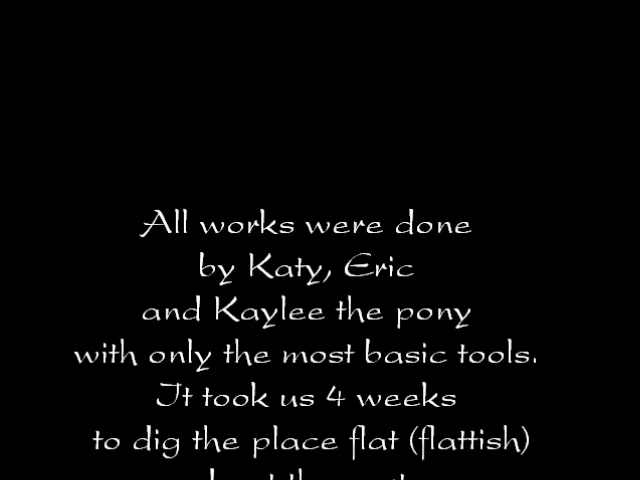 All works were done
by Katy, Eric
and Kaylee the pony
with only the most basic tools.
It took us 4 weeks
to dig the place flat (flattish)